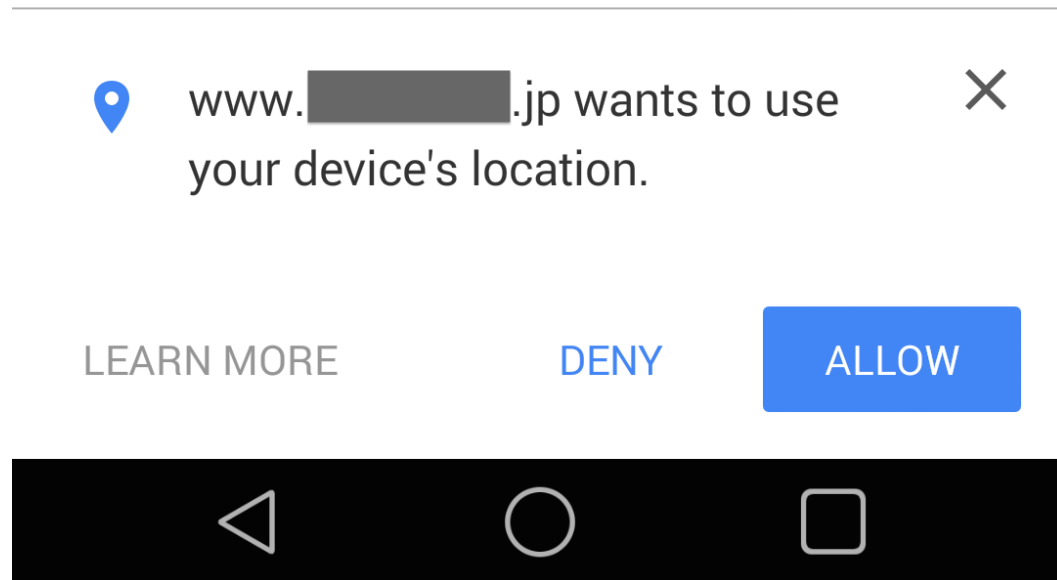 www. .jp wants to use
your device's location.
LEARN MORE
DENY
ALLOW